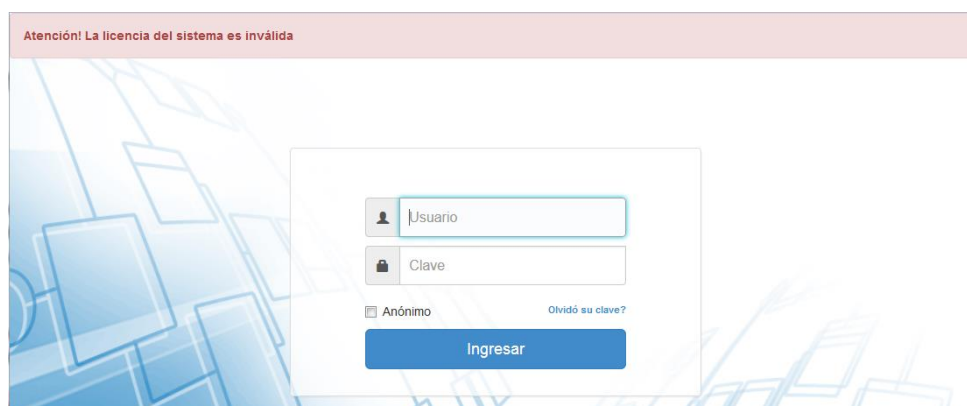 Atención! La licencia del sistema es inválida
Usuario
Clave
Anónimo
Olvidó su clave?
Ingresar